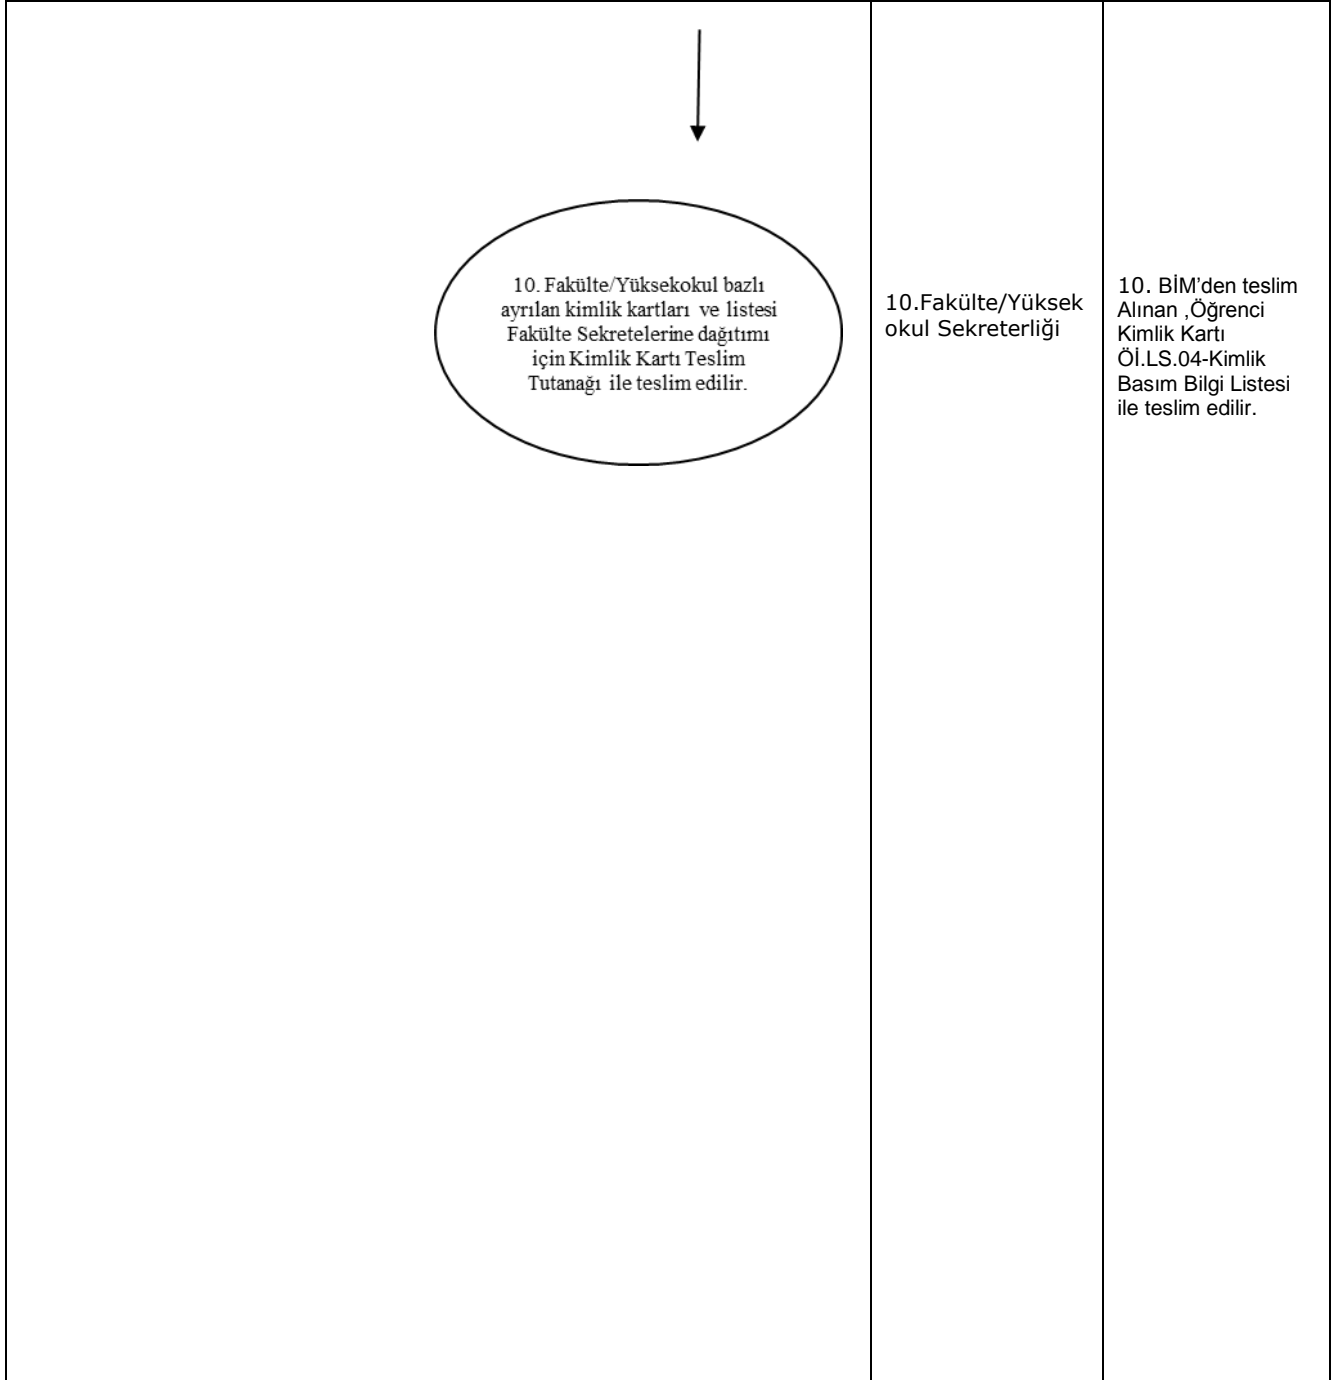 10. Fakülte/Yüksekokul bazlı
ayrılan kimlik kartları ve listesi
Fakülte Sekretelerine dağıtımı
için Kimlik Kartı Teslim
Tutanağı ile teslim edilir.
10.Fakülte/Yüksek
okul Sekreterliği
10. BİM’den teslim
Alınan ,Öğrenci
Kimlik Kartı
Öİ.LS.04-Kimlik
Basım Bilgi Listesi
ile teslim edilir.